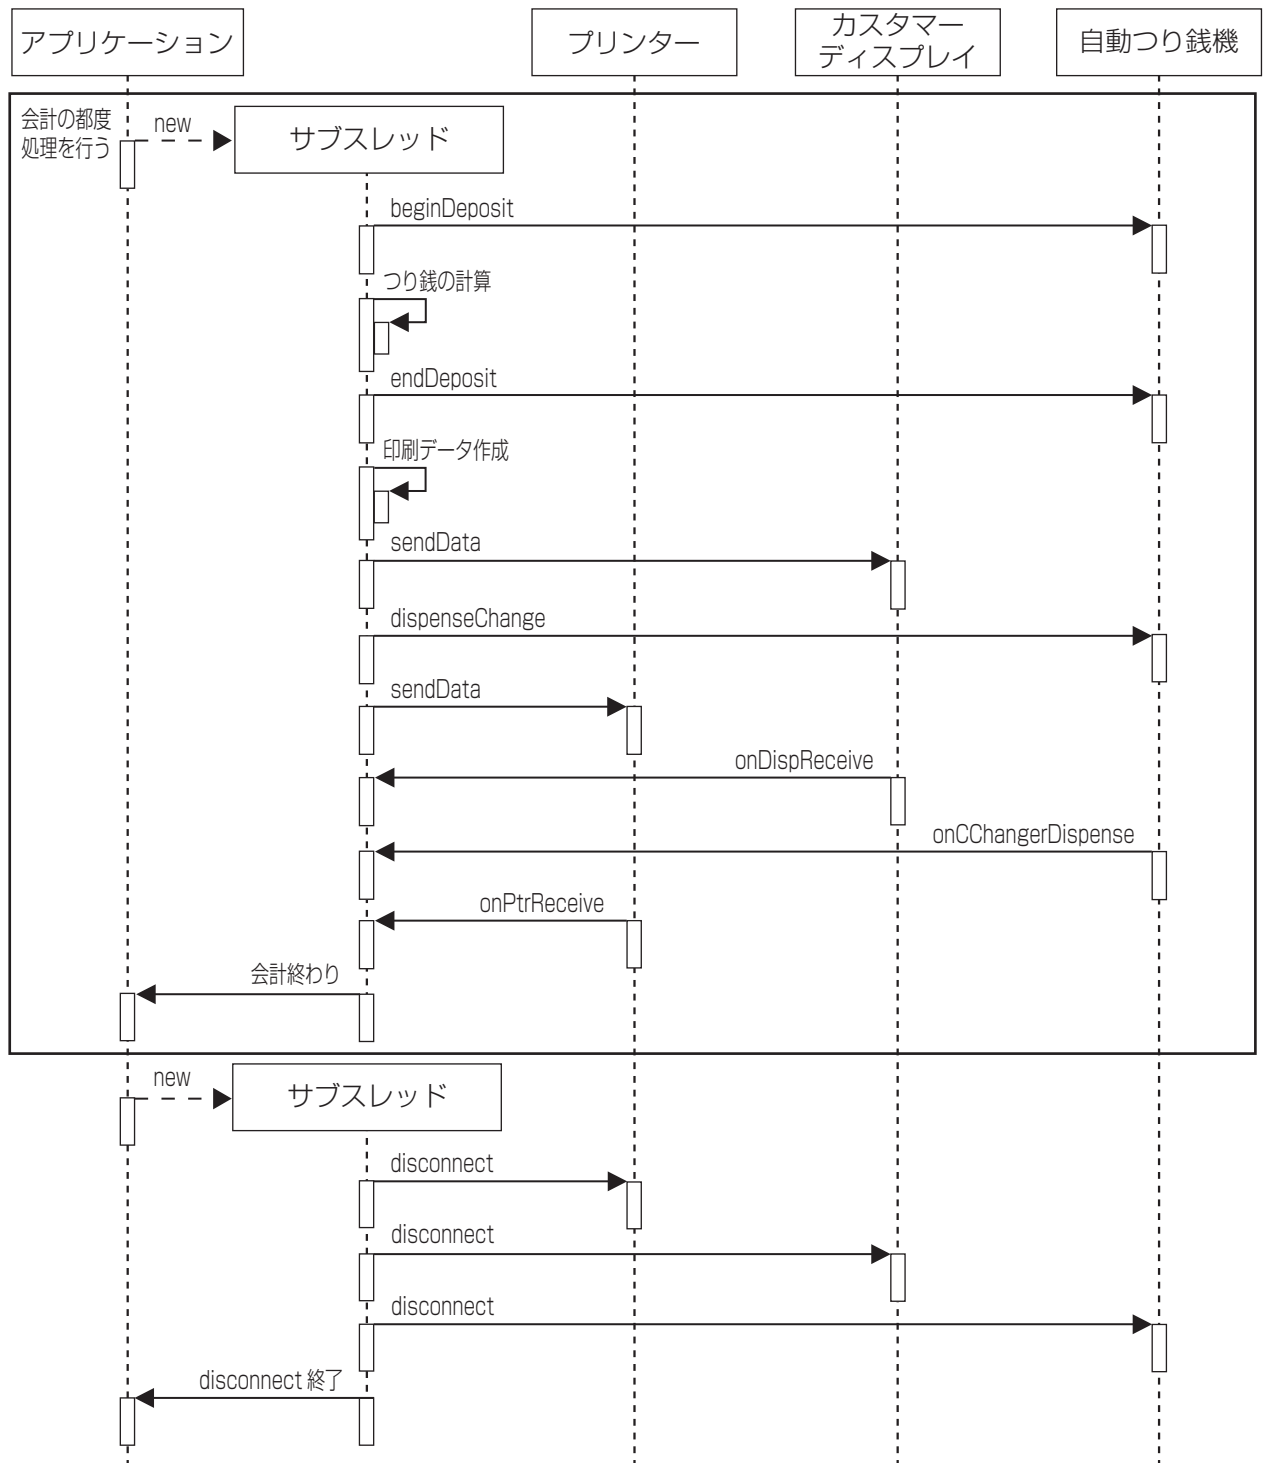 アプリケーション
プリンター
カスタマー
ディスプレイ
自動つり銭機
会計の都度
処理を行う
new
サブスレッド
beginDeposit
つり銭の計算
endDeposit
印刷データ作成
sendData
dispenseChange
sendData
onDispReceive
onCChangerDispense
onPtrReceive
会計終わり
new
サブスレッド
disconnect
disconnect
disconnect
disconnect 終了